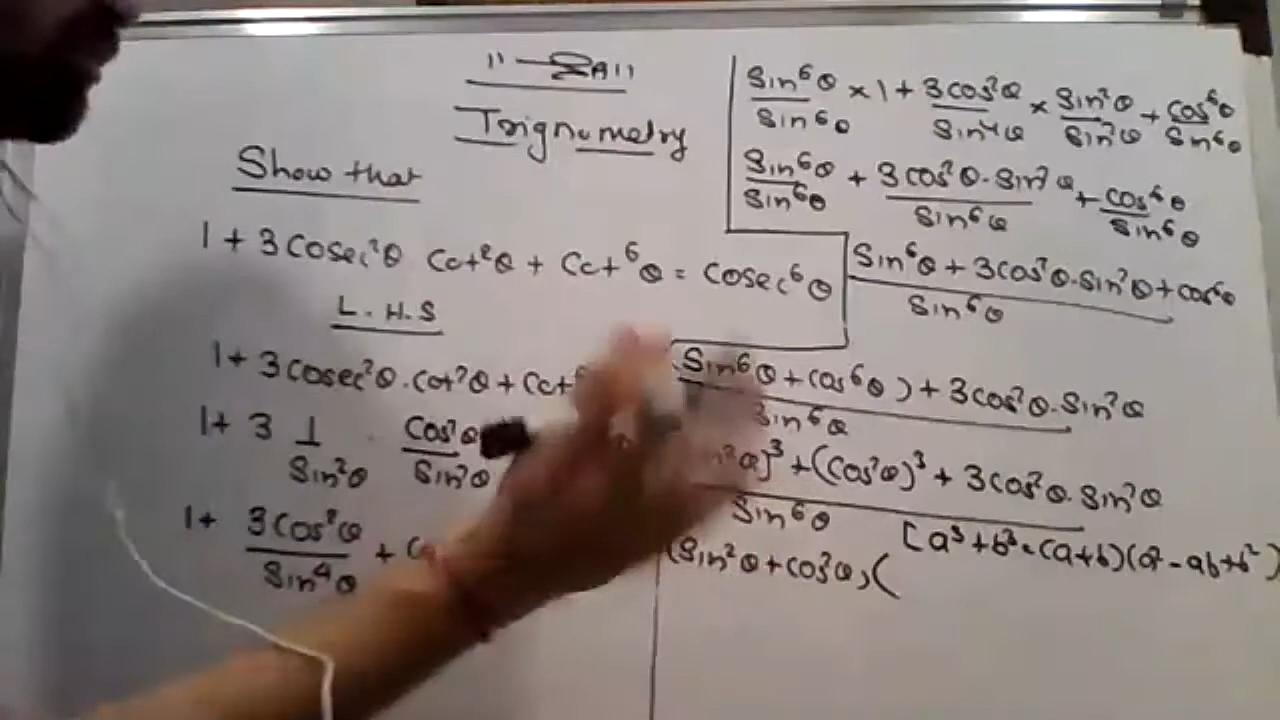 Trignometry
Show that
1 + 3 Cosec²θ Cot²θ + Cot⁶θ = Cosec⁶θ
L.H.S
1 + 3 cosec²θ . cot²θ + Cot
1 + 3 1/Sin²θ . Cos²θ/Sin²θ
1 + 3 Cos²θ/Sin⁴θ +
Sin⁶θ/Sin⁶θ × 1 + 3cos²θ/Sin⁴θ × Sin²θ/Sin²θ + Cos⁶θ/Sin⁶θ
Sin⁶θ/Sin⁶θ + 3cos²θ.Sin²θ/Sin⁶θ + Cos⁶θ/Sin⁶θ
Sin⁶θ + 3cos²θ.Sin²θ + cos⁶θ/Sin⁶θ
(Sin⁶θ + Cos⁶θ) + 3cos²θ.Sin²θ/Sin⁶θ
²θ)³ + (Cos²θ)³ + 3cos²θ.Sin²θ/Sin⁶θ
[a³ + b³ = (a+b)(a² - ab + b²)
(Sin²θ + cos²θ)(